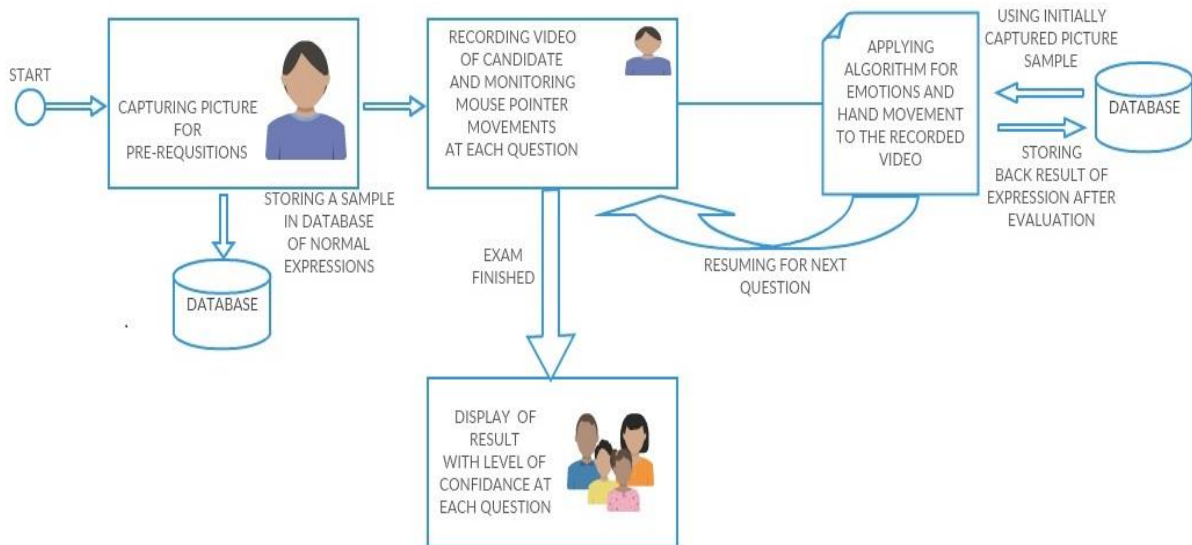 START
CAPTURING PICTURE
FOR
PRE-REQUSITIONS
STORING A SAMPLE
IN DATABASE
OF NORMAL
EXPRESSIONS
DATABASE
RECORDING VIDEO
OF CANDIDATE
AND MONITORING
MOUSE POINTER
MOVEMENTS
AT EACH QUESTION
APPLYING
ALGORITHM FOR
EMOTIONS AND
HAND MOVEMENT
TO THE RECORDED
VIDEO
USING INITIALLY
CAPTURED PICTURE
SAMPLE
DATABASE
STORING
BACK RESULT OF
EXPRESSION AFTER
EVALUATION
RESUMING FOR NEXT
QUESTION
EXAM
FINISHED
DISPLAY OF
RESULT
WITH LEVEL OF
CONFIDANCE AT
EACH QUESTION